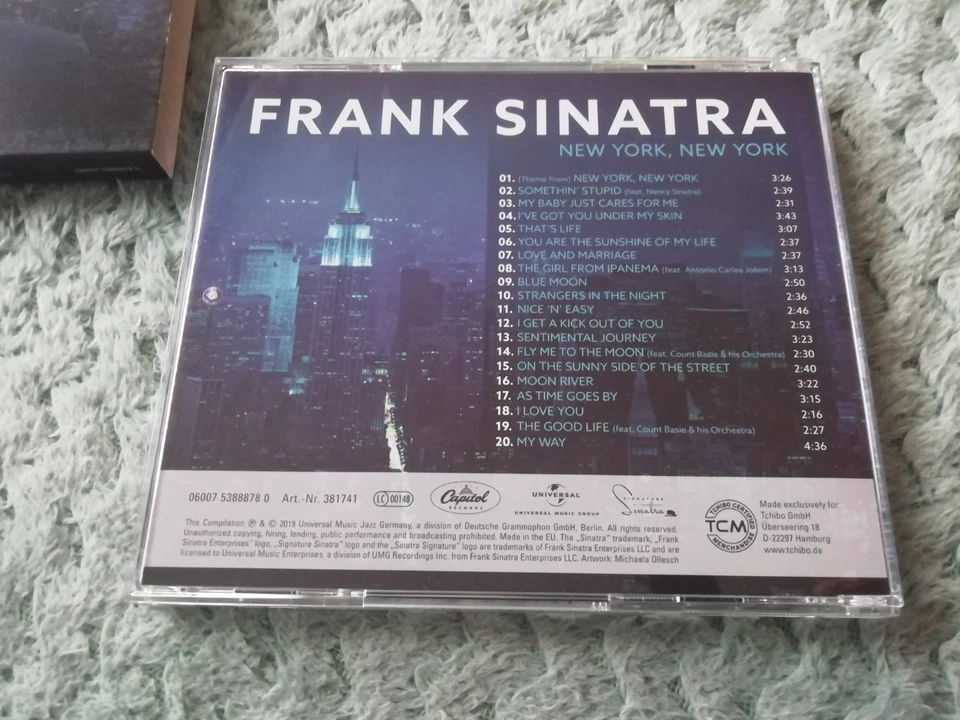 FRANK SINATRA
NEW YORK, NEW YORK
01. (Theme From) NEW YORK, NEW YORK 3:26
02. SOMETHIN' STUPID (feat. Nancy Sinatra) 2:39
03. MY BABY JUST CARES FOR ME 2:31
04. I'VE GOT YOU UNDER MY SKIN 3:43
05. THAT'S LIFE 3:07
06. YOU ARE THE SUNSHINE OF MY LIFE 2:37
07. LOVE AND MARRIAGE 2:37
08. THE GIRL FROM IPANEMA (feat. Antonio Carlos Jobim) 3:13
09. BLUE MOON 2:50
10. STRANGERS IN THE NIGHT 2:36
11. NICE 'N' EASY 2:46
12. I GET A KICK OUT OF YOU 2:52
13. SENTIMENTAL JOURNEY 3:23
14. FLY ME TO THE MOON (feat. Count Basie & his Orchestra) 2:30
15. ON THE SUNNY SIDE OF THE STREET 2:40
16. MOON RIVER 3:22
17. AS TIME GOES BY 3:15
18. I LOVE YOU 2:16
19. THE GOOD LIFE (feat. Count Basie & his Orchestra) 2:27
20. MY WAY 4:36
06007 5388878 0 Art.-Nr. 381741 LC 00148
Capitol
RECORDS
UNIVERSAL
UNIVERSAL MUSIC GROUP
SIGNATURE
Sinatra
This Compilation ℗ & © 2019 Universal Music Jazz Germany, a division of Deutsche Grammophon GmbH, Berlin. All rights reserved.
Unauthorized copying, hiring, lending, public performance and broadcasting prohibited. Made in the EU. The „Sinatra" trademark, „Frank
Sinatra Enterprises" logo, „Signature Sinatra" logo and the „Sinatra Signature" logo are trademarks of Frank Sinatra Enterprises LLC and are
licensed to Universal Music Enterprises, a division of UMG Recordings Inc. from Frank Sinatra Enterprises LLC. Artwork: Michaela Ollesch
TCHIBO CERTIFIED
TCM
MERCHANDISE
Made exclusively for
Tchibo GmbH
Überseering 18
D-22297 Hamburg
www.tchibo.de